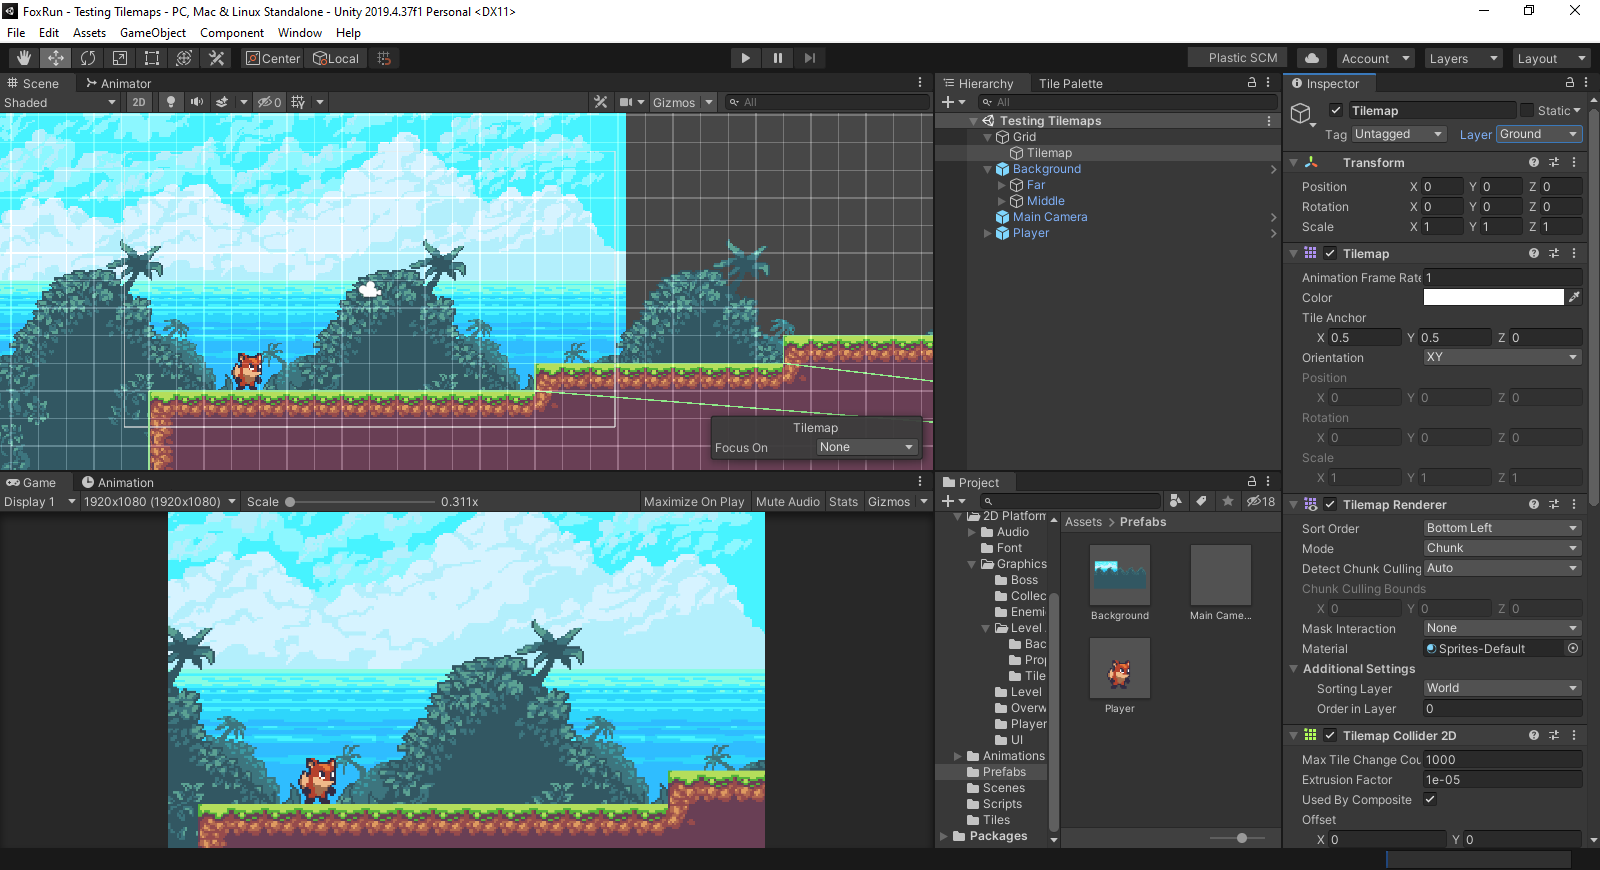 FoxRun - Testing Tilemaps - PC, Mac & Linux Standalone - Unity 2019.4.37f1 Personal <DX11>
File Edit Assets GameObject Component Window Help
Center Local Plastic SCM Account Layers Layout
Scene Animator
Shaded 2D 0 Gizmos All
Tilemap
Focus On None
Game Animation
Display 1 1920x1080 (1920x1080) Scale 0.311x Maximize On Play Mute Audio Stats Gizmos
Hierarchy Tile Palette
All
Testing Tilemaps
Grid
Tilemap
Background
Far
Middle
Main Camera
Player
Project
18
2D Platform
Audio
Font
Graphics
Boss
Collec
Enemi
Level
Bac
Prop
Tile
Level
Overw
Player
UI
Animations
Prefabs
Scenes
Scripts
Tiles
Packages
Assets > Prefabs
Background Main Came...
Player
Inspector
Tilemap Static
Tag Untagged Layer Ground
Transform
Position X 0 Y 0 Z 0
Rotation X 0 Y 0 Z 0
Scale X 1 Y 1 Z 1
Tilemap
Animation Frame Rate 1
Color
Tile Anchor
X 0.5 Y 0.5 Z 0
Orientation XY
Position
X 0 Y 0 Z 0
Rotation
X 0 Y 0 Z 0
Scale
X 1 Y 1 Z 1
Tilemap Renderer
Sort Order Bottom Left
Mode Chunk
Detect Chunk Culling Auto
Chunk Culling Bounds
X 0 Y 0 Z 0
Mask Interaction None
Material Sprites-Default
Additional Settings
Sorting Layer World
Order in Layer 0
Tilemap Collider 2D
Max Tile Change Cou 1000
Extrusion Factor 1e-05
Used By Composite
Offset
X 0 Y 0